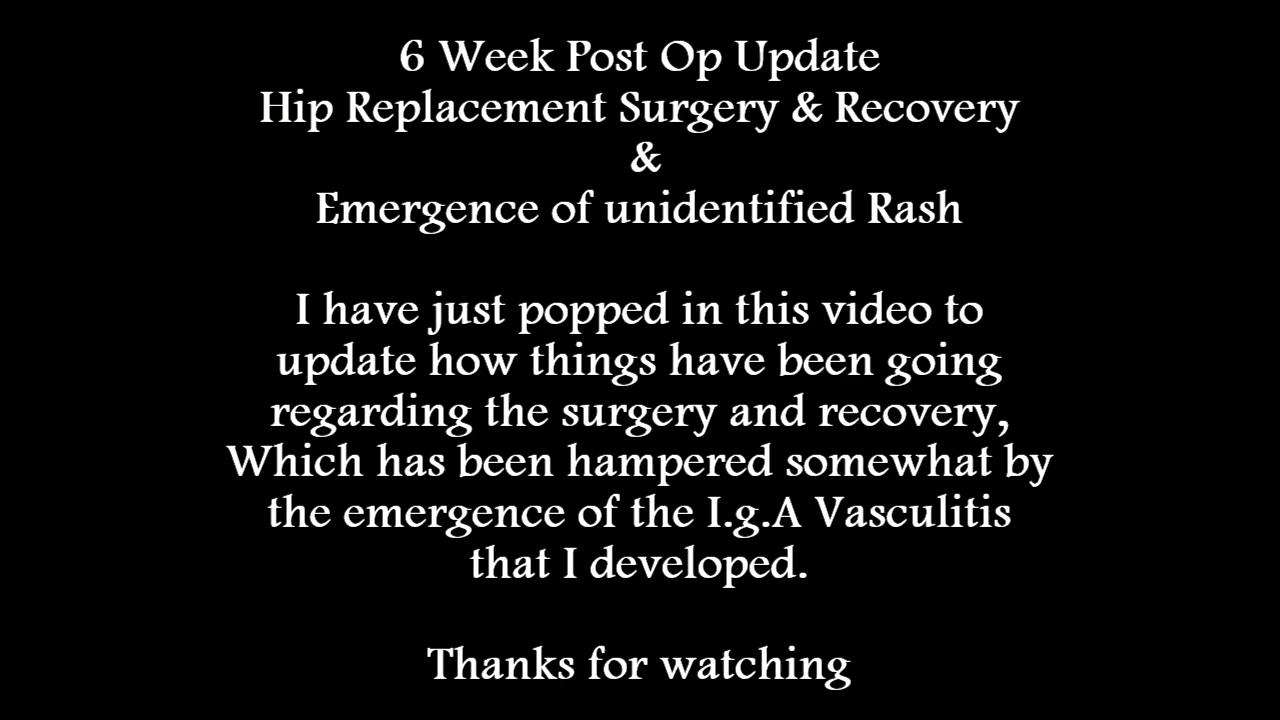 6 Week Post Op Update
Hip Replacement Surgery & Recovery
&
Emergence of unidentified Rash
I have just popped in this video to
update how things have been going
regarding the surgery and recovery,
Which has been hampered somewhat by
the emergence of the I.g.A Vasculitis
that I developed.
Thanks for watching